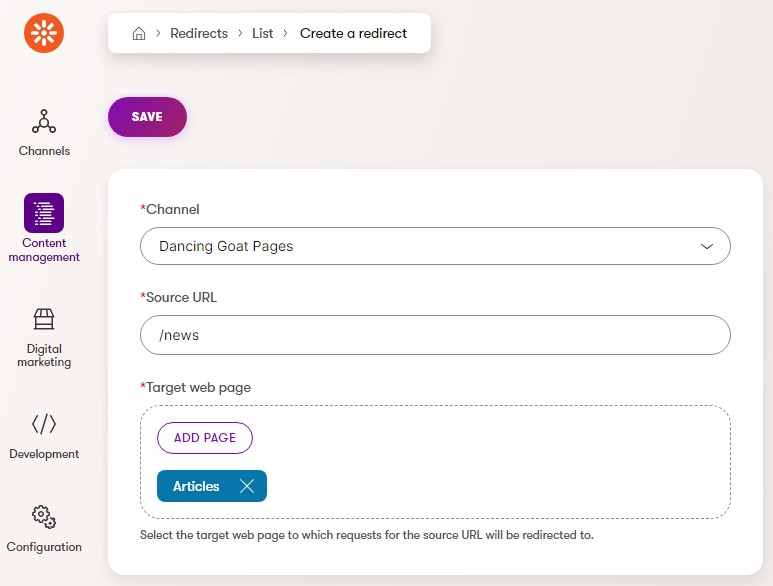 Redirects > List > Create a redirect
SAVE
Channels
Content
management
Digital
marketing
Development
Configuration
*Channel
Dancing Goat Pages
*Source URL
/news
*Target web page
ADD PAGE
Articles
Select the target web page to which requests for the source URL will be redirected to.